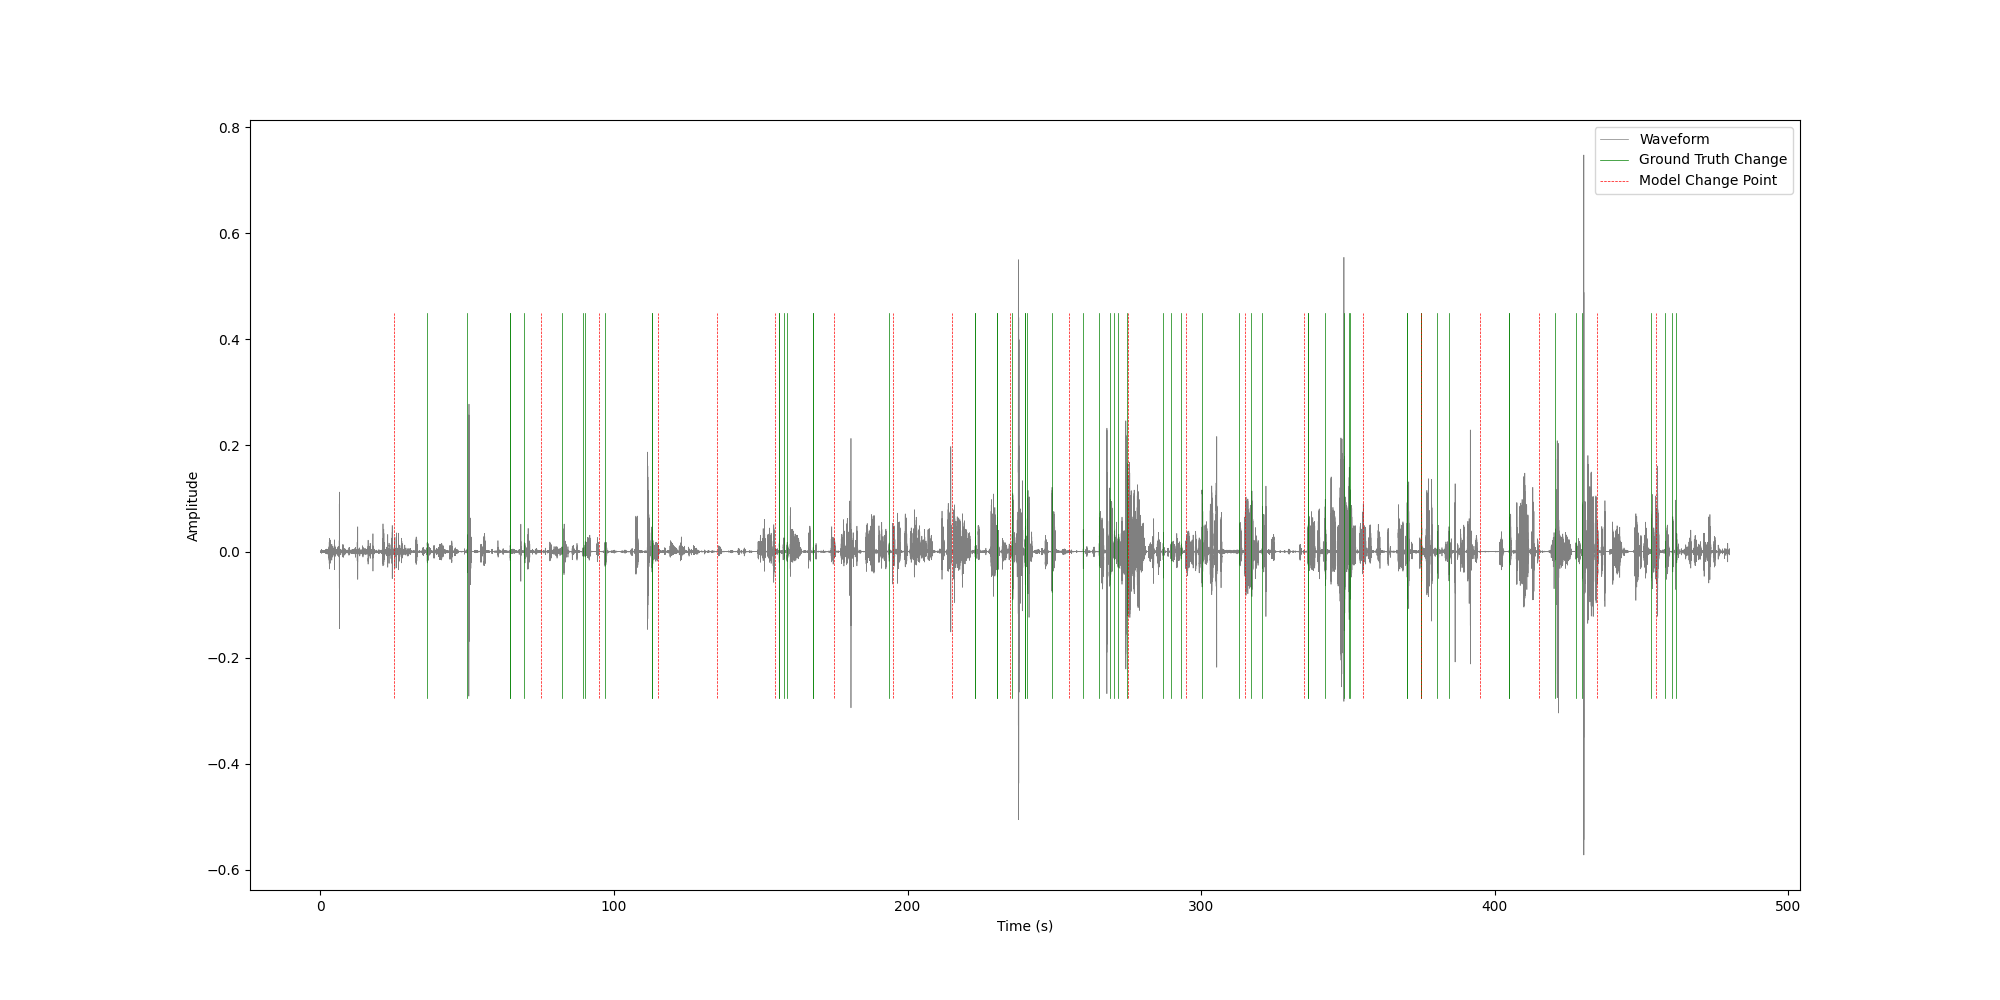 0.8
0.6
0.4
0.2
0.0
−0.2
−0.4
−0.6
Amplitude
0
100
200
300
400
500
Time (s)
Waveform
Ground Truth Change
Model Change Point